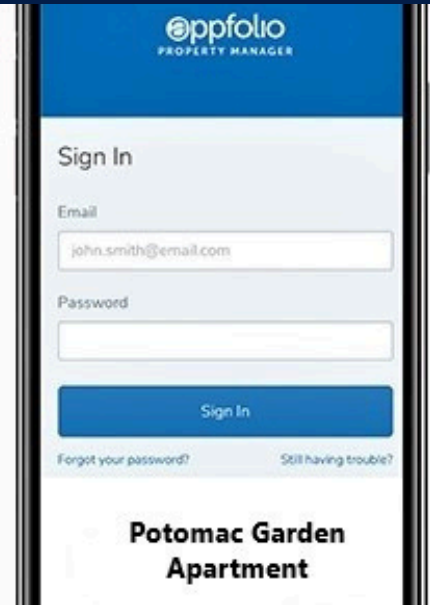 appfolio
PROPERTY MANAGER
Sign In
Email
john.smith@email.com
Password
Sign In
Forgot your password? Still having trouble?
Potomac Garden
Apartment